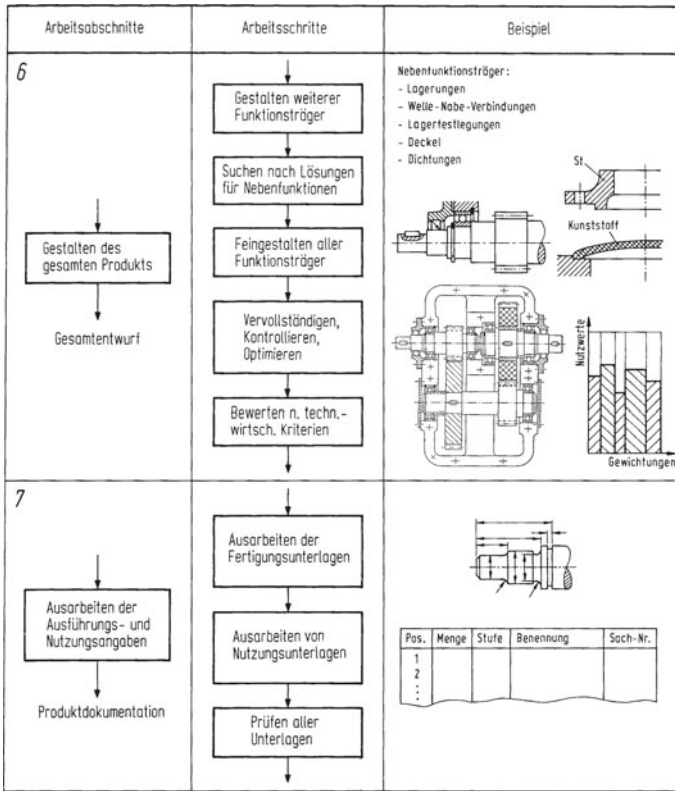 Arbeitsabschnitte
Arbeitsschritte
Beispiel
6
Gestalten des
gesamten Produkts
Gesamtentwurf
Gestalten weiterer
Funktionsträger
Suchen nach Lösungen
für Nebenfunktionen
Feingestalten aller
Funktionsträger
Vervollständigen,
Kontrollieren,
Optimieren
Bewerten n. techn.-
wirtsch. Kriterien
Nebenfunktionsträger:
- Lagerungen
- Welle-Nabe-Verbindungen
- Lagerfestlegungen
- Deckel
- Dichtungen
St
Kunststoff
Nutzwerte
Gewichtungen
7
Ausarbeiten der
Ausführungs- und
Nutzungsangaben
Produktdokumentation
Ausarbeiten der
Fertigungsunterlagen
Ausarbeiten von
Nutzungsunterlagen
Prüfen aller
Unterlagen
Pos. Menge Stufe Benennung Sach-Nr.
1
2